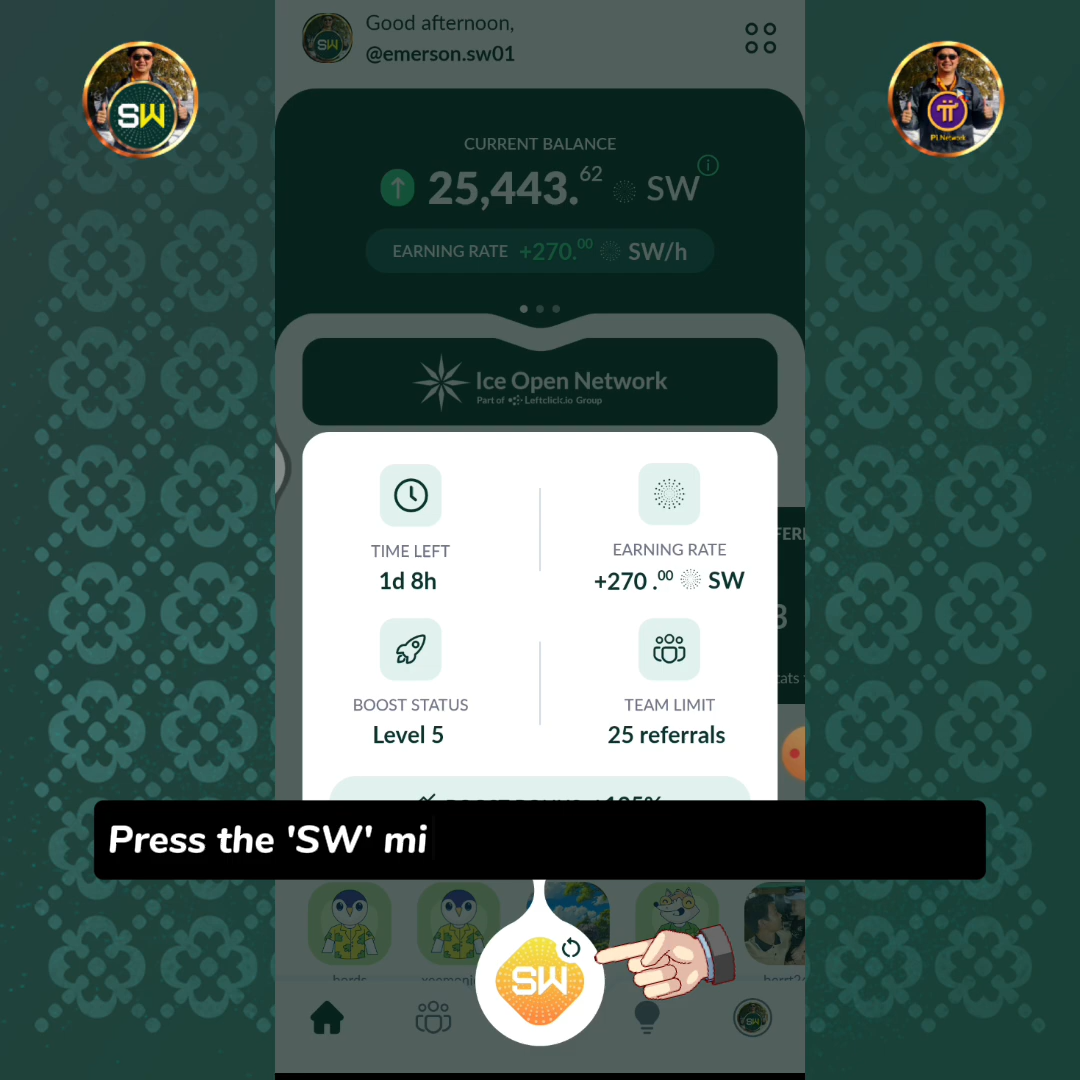 Good afternoon,
@emerson.sw01
SW
SW
Pi Network
CURRENT BALANCE
25,443.62 SW
EARNING RATE +270.00 SW/h
Ice Open Network
Part of Leftclick.io Group
TIME LEFT
1d 8h
EARNING RATE
+270 .00 SW
BOOST STATUS
Level 5
TEAM LIMIT
25 referrals
Press the 'SW' mi
SW